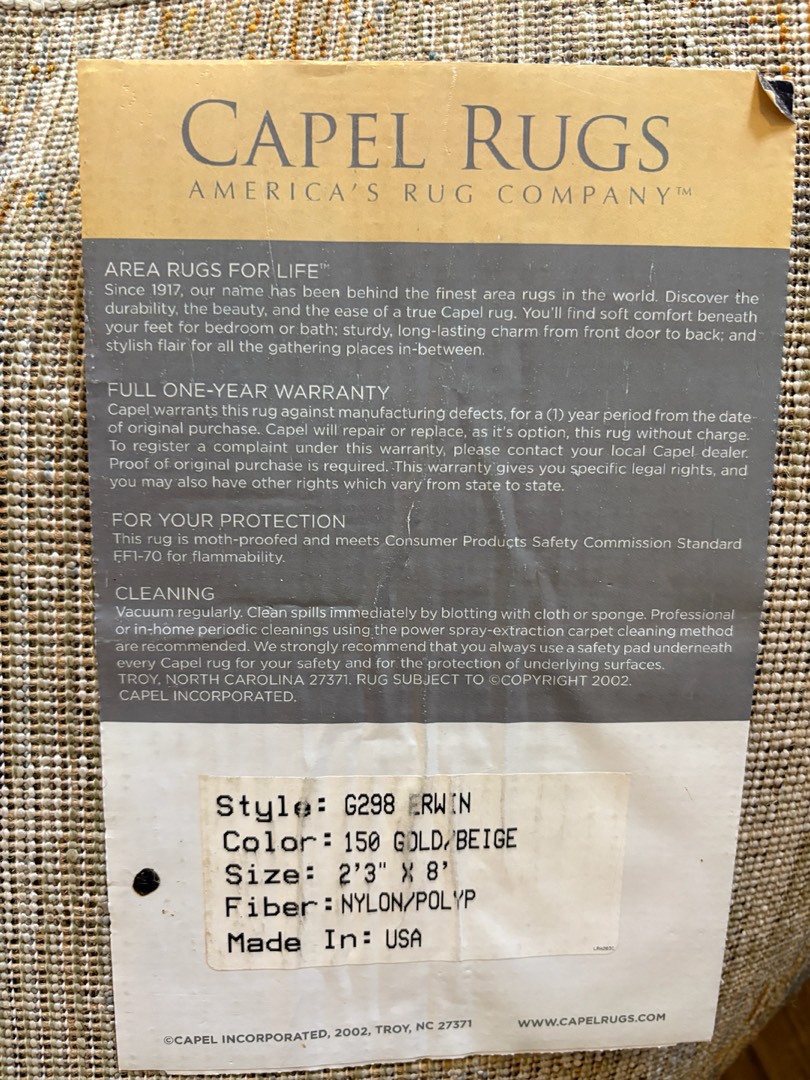 CAPEL RUGS
AMERICA'S RUG COMPANY™
AREA RUGS FOR LIFE™
Since 1917, our name has been behind the finest area rugs in the world. Discover the
durability, the beauty, and the ease of a true Capel rug. You'll find soft comfort beneath
your feet for bedroom or bath; sturdy, long-lasting charm from front door to back; and
stylish flair for all the gathering places in-between.
FULL ONE-YEAR WARRANTY
Capel warrants this rug against manufacturing defects, for a (1) year period from the date
of original purchase. Capel will repair or replace, as it's option, this rug without charge.
To register a complaint under this warranty, please contact your local Capel dealer.
Proof of original purchase is required. This warranty gives you specific legal rights, and
you may also have other rights which vary from state to state.
FOR YOUR PROTECTION
This rug is moth-proofed and meets Consumer Products Safety Commission Standard
FF1-70 for flammability.
CLEANING
Vacuum regularly. Clean spills immediately by blotting with cloth or sponge. Professional
or in-home periodic cleanings using the power spray-extraction carpet cleaning method
are recommended. We strongly recommend that you always use a safety pad underneath
every Capel rug for your safety and for the protection of underlying surfaces.
TROY, NORTH CAROLINA 27371. RUG SUBJECT TO ©COPYRIGHT 2002.
CAPEL INCORPORATED.
Style: G298 ERWIN
Color: 150 GOLD/BEIGE
Size: 2'3" X 8'
Fiber: NYLON/POLYP
Made In: USA
©CAPEL INCORPORATED, 2002, TROY, NC 27371
WWW.CAPELRUGS.COM